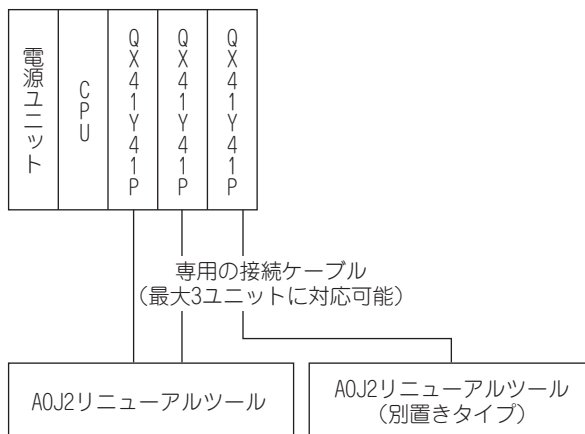 電源ユニット
CPU
QX41Y41P
QX41Y41P
QX41Y41P
専用の接続ケーブル
（最大3ユニットに対応可能）
A0J2リニューアルツール
A0J2リニューアルツール
（別置きタイプ）